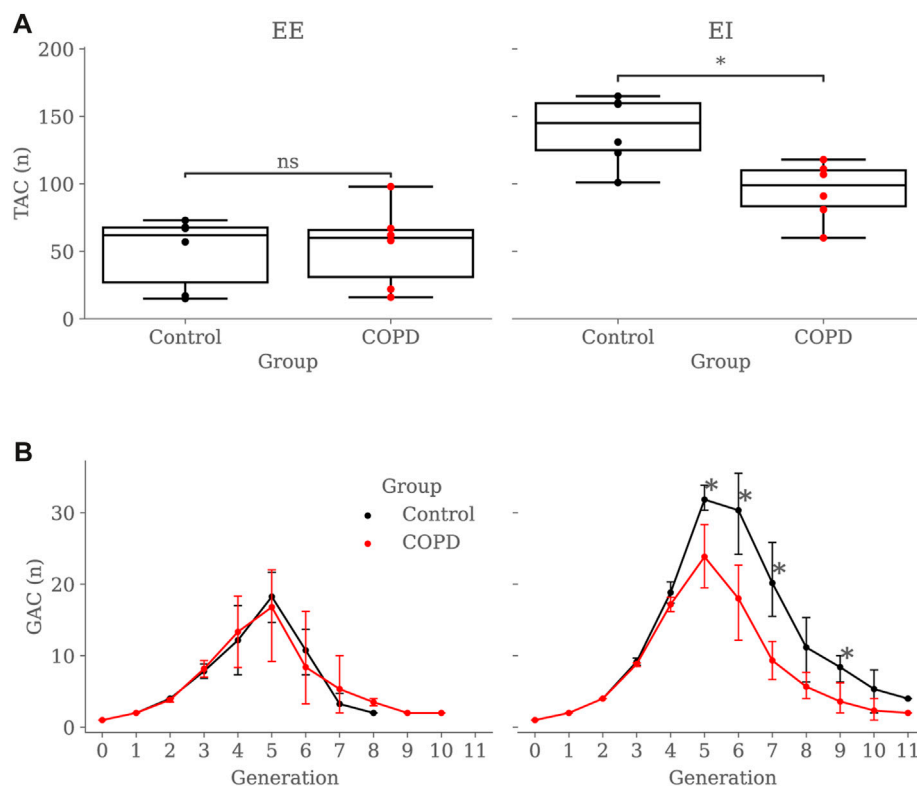 A
EE
EI
200
150
100
50
0
TAC (n)
ns
*
Control
COPD
Control
COPD
Group
Group
B
30
20
10
0
GAC (n)
Group
Control
COPD
*
*
*
*
0 1 2 3 4 5 6 7 8 9 10 11
0 1 2 3 4 5 6 7 8 9 10 11
Generation
Generation